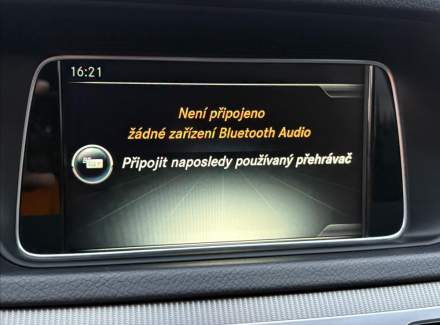 16:21
Není připojeno
žádné zařízení Bluetooth Audio
Připojit naposledy používaný přehrávač